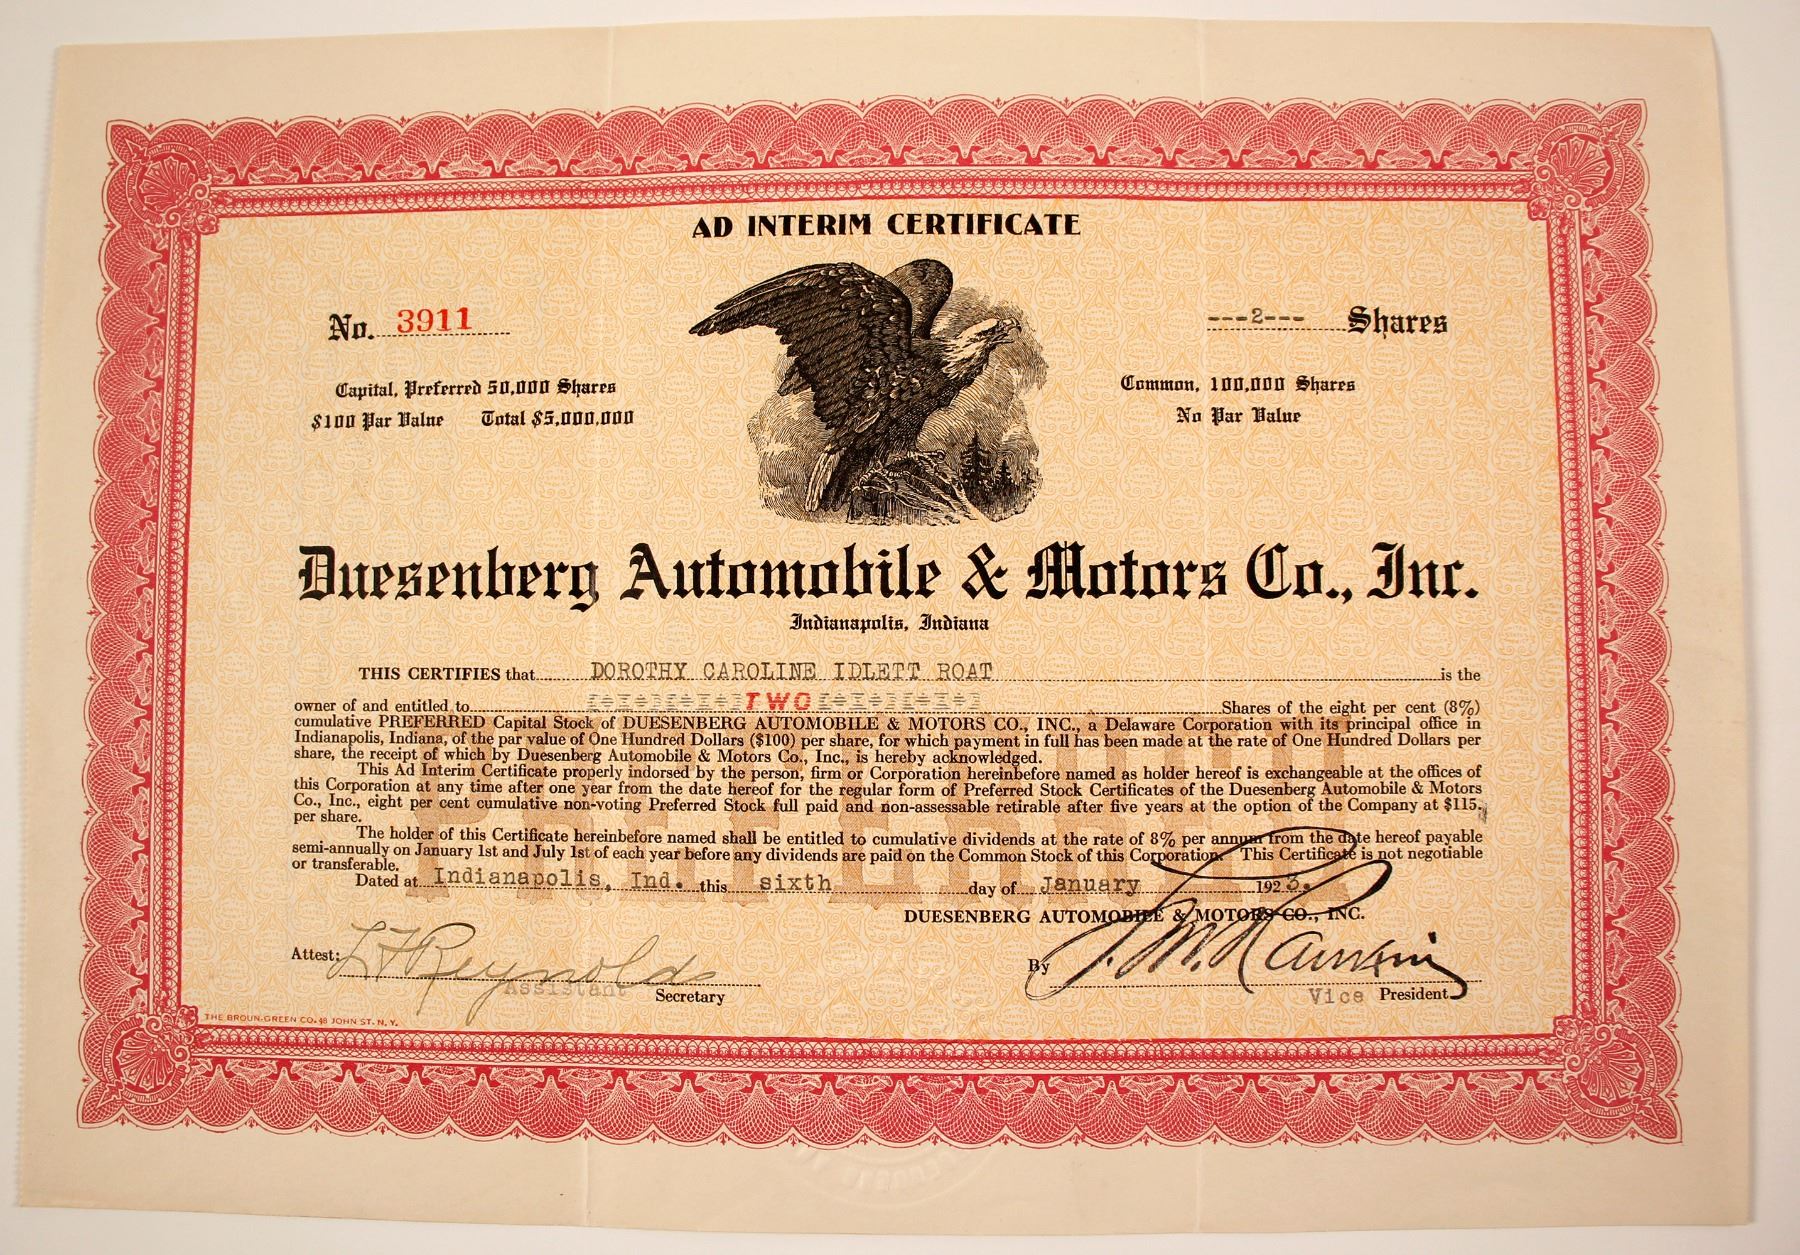 AD INTERIM CERTIFICATE
No. 3911
---2--- Shares
Capital, Preferred 50,000 Shares
$100 Par Value Total $5,000,000
Common, 100,000 Shares
No Par Value
Duesenberg Automobile & Motors Co., Inc.
Indianapolis, Indiana
THIS CERTIFIES that DOROTHY CAROLINE IDLETT ROAT is the
owner of and entitled to TWO Shares of the eight per cent (8%)
cumulative PREFERRED Capital Stock of DUESENBERG AUTOMOBILE & MOTORS CO., INC., a Delaware Corporation with its principal office in
Indianapolis, Indiana, of the par value of One Hundred Dollars ($100) per share, for which payment in full has been made at the rate of One Hundred Dollars per
share, the receipt of which by Duesenberg Automobile & Motors Co., Inc., is hereby acknowledged.
This Ad Interim Certificate properly indorsed by the person, firm or Corporation hereinbefore named as holder hereof is exchangeable at the offices of
this Corporation at any time after one year from the date hereof for the regular form of Preferred Stock Certificates of the Duesenberg Automobile & Motors
Co., Inc., eight per cent cumulative non-voting Preferred Stock full paid and non-assessable retirable after five years at the option of the Company at $115.
per share.
The holder of this Certificate hereinbefore named shall be entitled to cumulative dividends at the rate of 8% per annum from the date hereof payable
semi-annually on January 1st and July 1st of each year before any dividends are paid on the Common Stock of this Corporation. This Certificate is not negotiable
or transferable.
Dated at Indianapolis, Ind. this sixth day of January 1923.
PREFERRED
DUESENBERG AUTOMOBILE & MOTORS CO., INC.
Attest: L F Reynolds
Assistant Secretary
By
Vice President
THE BROUN-GREEN CO. 48 JOHN ST. N. Y.